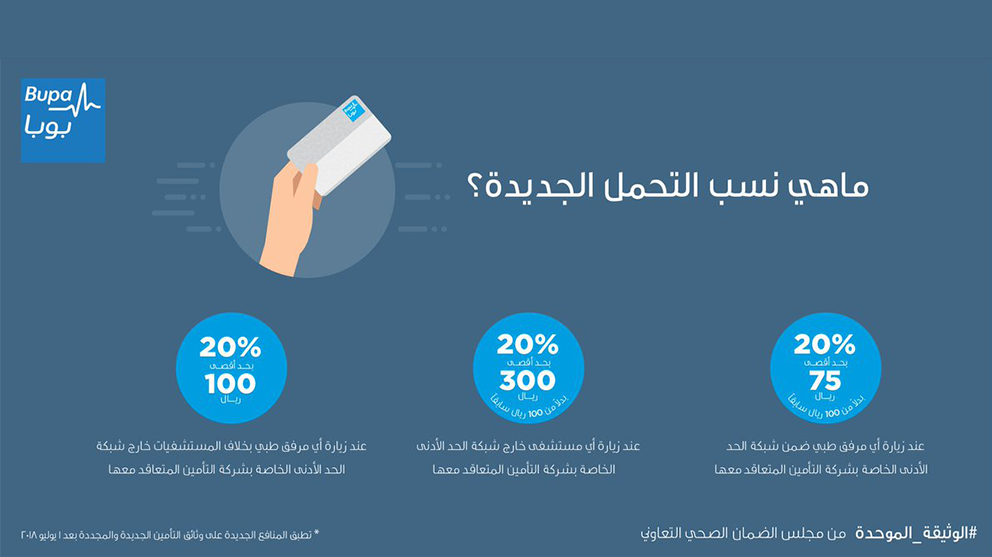 Bupa
بوبا
ماهي نسب التحمل الجديدة؟
20%
بحد أقصى
75
ريال
بدلاً من 100 ريال سابقاً
عند زيارة أي مرفق طبي ضمن شبكة الحد
الأدنى الخاصة بشركة التأمين المتعاقد معها
20%
بحد أقصى
300
ريال
بدلاً من 100 ريال سابقاً
عند زيارة أي مستشفى خارج شبكة الحد الأدنى
الخاصة بشركة التأمين المتعاقد معها
20%
بحد أقصى
100
ريال
عند زيارة أي مرفق طبي بخلاف المستشفيات خارج شبكة
الحد الأدنى الخاصة بشركة التأمين المتعاقد معها
#الوثيقة_الموحدة من مجلس الضمان الصحي التعاوني
* تطبق المنافع الجديدة على وثائق التأمين الجديدة والمجددة بعد ١ يوليو ٢٠١٨